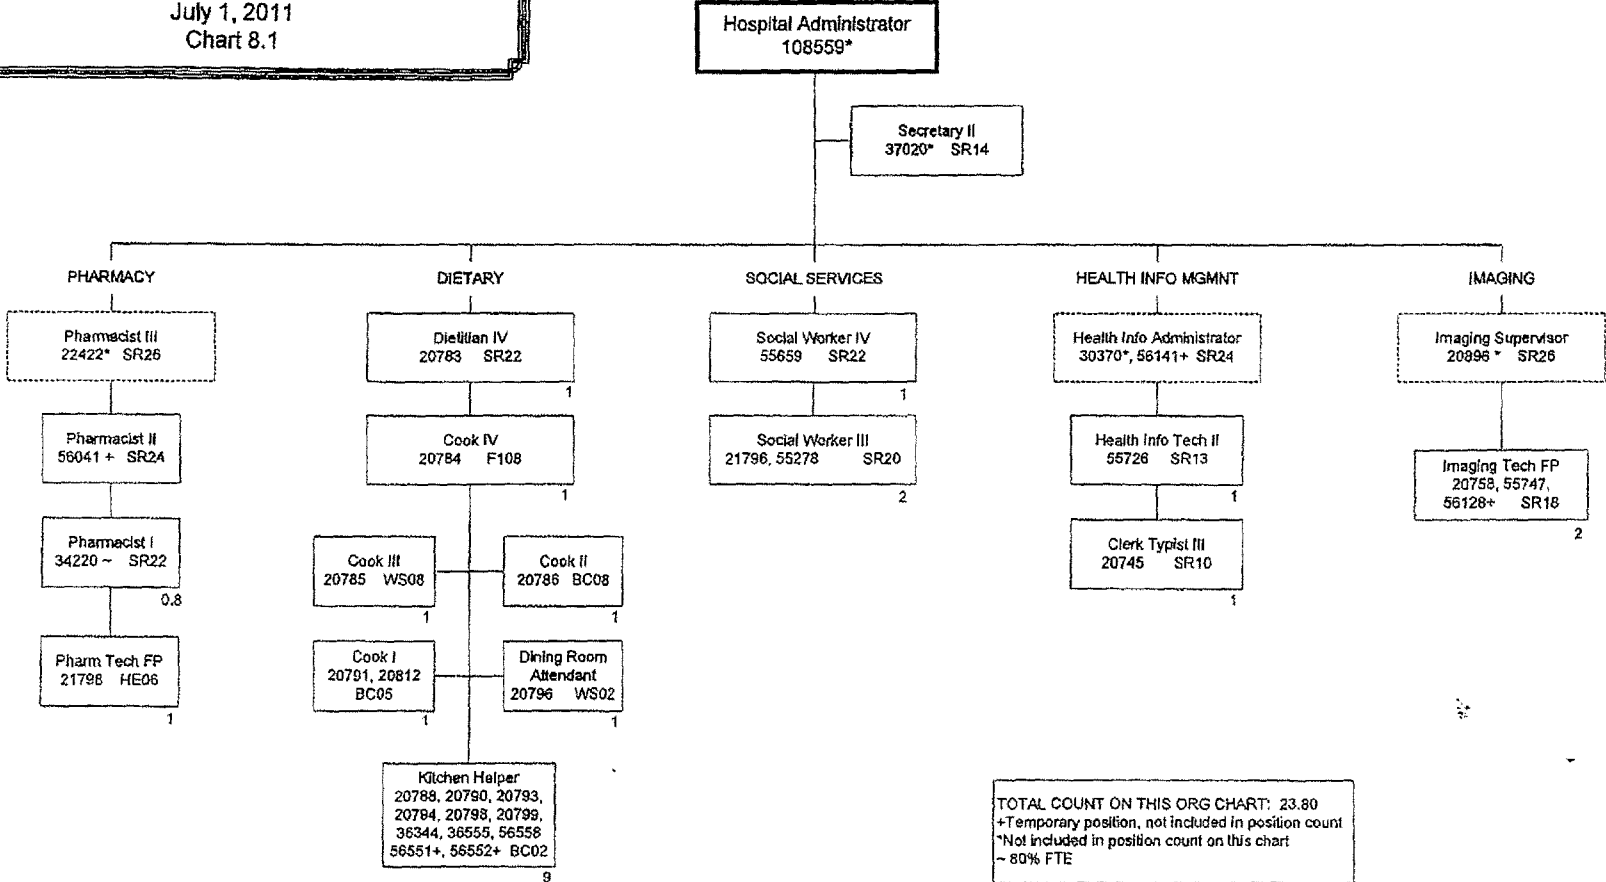 July 1, 2011
Chart 8.1
Hospital Administrator
108559*
Secretary II
37020* SR14
PHARMACY
Pharmacist III
22422* SR26
Pharmacist II
56041 + SR24
Pharmacist I
34220 ~ SR22
0.8
Pharm Tech FP
21798 HE06
1
DIETARY
Dietitian IV
20783 SR22
1
Cook IV
20784 F108
1
Cook III
20785 WS08
1
Cook II
20786 BC08
1
Cook I
20791, 20812
BC05
1
Dining Room
Attendant
20796 WS02
1
Kitchen Helper
20788, 20790, 20793,
20794, 20798, 20799,
36344, 36555, 56558
56551+, 56552+ BC02
9
SOCIAL SERVICES
Social Worker IV
55659 SR22
1
Social Worker III
21796, 55278 SR20
2
HEALTH INFO MGMNT
Health Info Administrator
30370*, 56141+ SR24
Health Info Tech II
55726 SR13
1
Clerk Typist III
20745 SR10
1
IMAGING
Imaging Supervisor
20896 * SR26
Imaging Tech FP
20758, 55747,
56128+ SR18
2
TOTAL COUNT ON THIS ORG CHART: 23.80
+Temporary position, not included in position count
*Not included in position count on this chart
~ 80% FTE